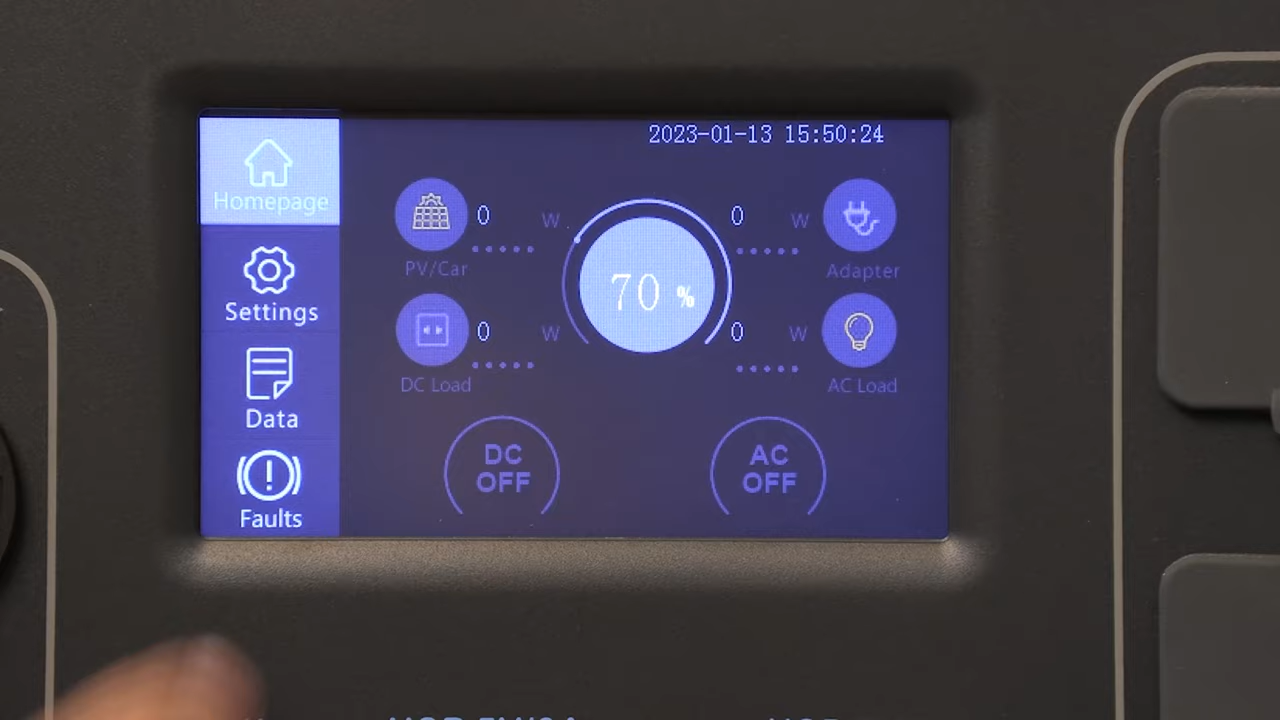 2023-01-13 15:50:24
Homepage
Settings
Data
Faults
0 W
PV/Car
0 W
DC Load
70 %
0 W
Adapter
0 W
AC Load
DC
OFF
AC
OFF